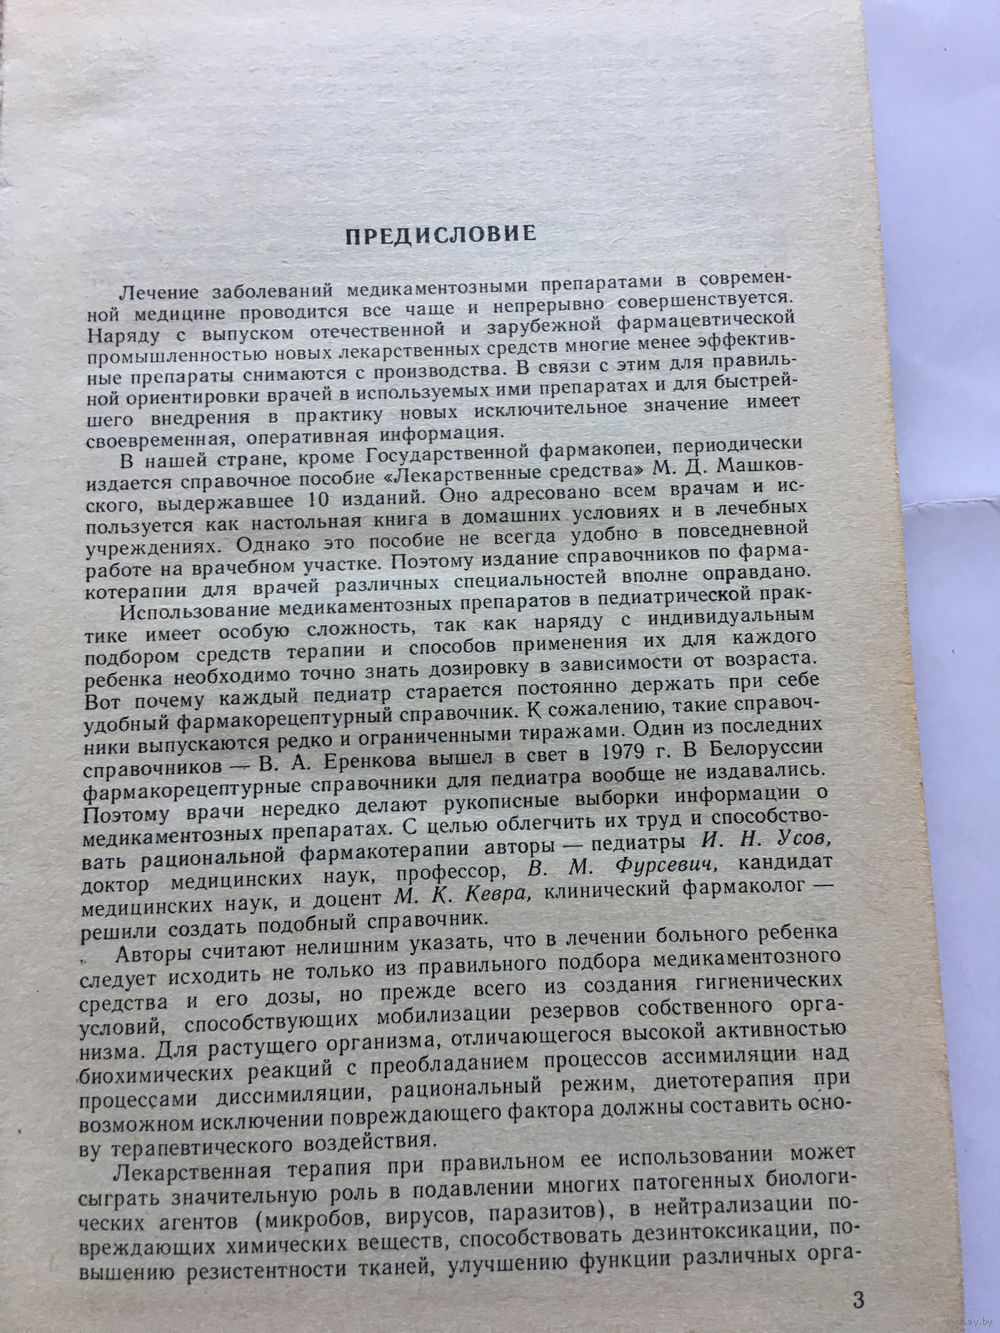 ПРЕДИСЛОВИЕ
Лечение заболеваний медикаментозными препаратами в современ-
ной медицине проводится все чаще и непрерывно совершенствуется.
Наряду с выпуском отечественной и зарубежной фармацевтической
промышленностью новых лекарственных средств многие менее эффектив-
ные препараты снимаются с производства. В связи с этим для правиль-
ной ориентировки врачей в используемых ими препаратах и для быстрей-
шего внедрения в практику новых исключительное значение имеет
своевременная, оперативная информация.
В нашей стране, кроме Государственной фармакопеи, периодически
издается справочное пособие «Лекарственные средства» М. Д. Машков-
ского, выдержавшее 10 изданий. Оно адресовано всем врачам и ис-
пользуется как настольная книга в домашних условиях и в лечебных
учреждениях. Однако это пособие не всегда удобно в повседневной
работе на врачебном участке. Поэтому издание справочников по фарма-
котерапии для врачей различных специальностей вполне оправдано.
Использование медикаментозных препаратов в педиатрической прак-
тике имеет особую сложность, так как наряду с индивидуальным
подбором средств терапии и способов применения их для каждого
ребенка необходимо точно знать дозировку в зависимости от возраста.
Вот почему каждый педиатр старается постоянно держать при себе
удобный фармакорецептурный справочник. К сожалению, такие справоч-
ники выпускаются редко и ограниченными тиражами. Один из последних
справочников — В. А. Еренкова вышел в свет в 1979 г. В Белоруссии
фармакорецептурные справочники для педиатра вообще не издавались.
Поэтому врачи нередко делают рукописные выборки информации о
медикаментозных препаратах. С целью облегчить их труд и способство-
вать рациональной фармакотерапии авторы — педиатры И. Н. Усов,
доктор медицинских наук, профессор, В. М. Фурсевич, кандидат
медицинских наук, и доцент М. К. Кевра, клинический фармаколог —
решили создать подобный справочник.
Авторы считают нелишним указать, что в лечении больного ребенка
следует исходить не только из правильного подбора медикаментозного
средства и его дозы, но прежде всего из создания гигиенических
условий, способствующих мобилизации резервов собственного орга-
низма. Для растущего организма, отличающегося высокой активностью
биохимических реакций с преобладанием процессов ассимиляции над
процессами диссимиляции, рациональный режим, диетотерапия при
возможном исключении повреждающего фактора должны составить осно-
ву терапевтического воздействия.
Лекарственная терапия при правильном ее использовании может
сыграть значительную роль в подавлении многих патогенных биологи-
ческих агентов (микробов, вирусов, паразитов), в нейтрализации по-
вреждающих химических веществ, способствовать дезинтоксикации, по-
вышению резистентности тканей, улучшению функции различных орга-
3
www.ay.by